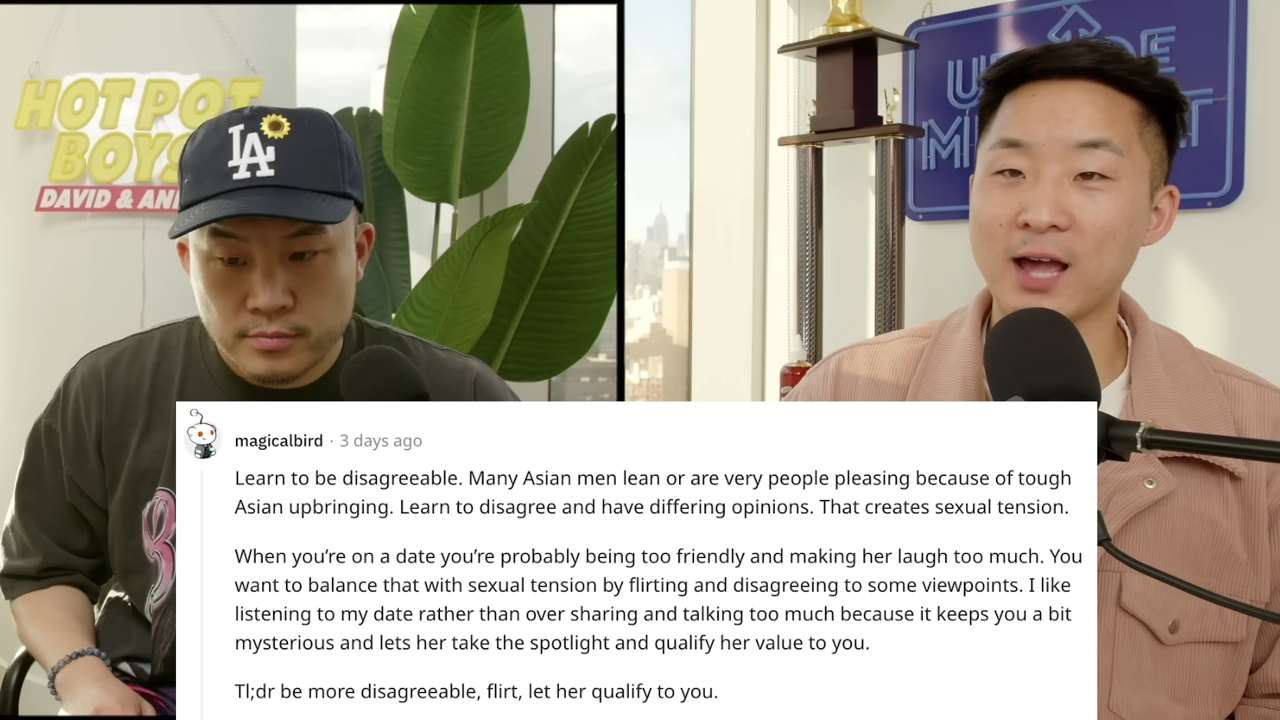 HOT POT
BOYS
DAVID & AN
LA
magicalbird · 3 days ago
Learn to be disagreeable. Many Asian men lean or are very people pleasing because of tough
Asian upbringing. Learn to disagree and have differing opinions. That creates sexual tension.
When you’re on a date you’re probably being too friendly and making her laugh too much. You
want to balance that with sexual tension by flirting and disagreeing to some viewpoints. I like
listening to my date rather than over sharing and talking too much because it keeps you a bit
mysterious and lets her take the spotlight and qualify her value to you.
Tl;dr be more disagreeable, flirt, let her qualify to you.